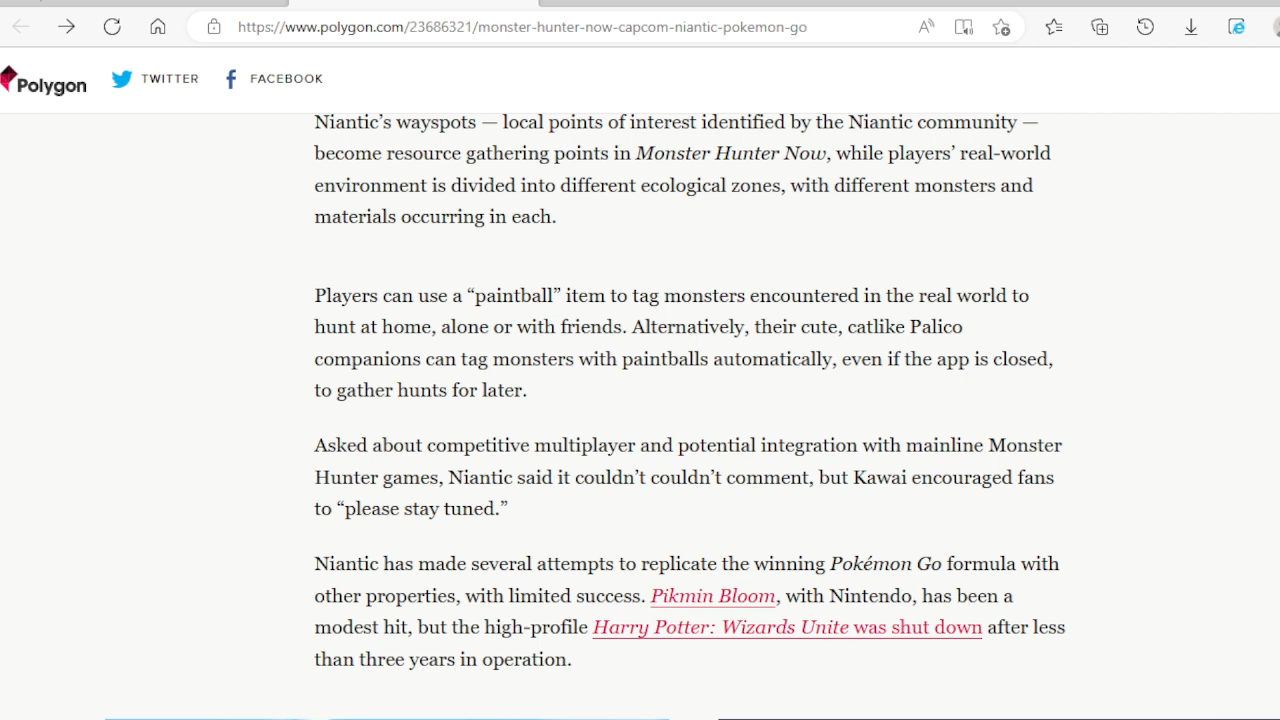 https://www.polygon.com/23686321/monster-hunter-now-capcom-niantic-pokemon-go
Polygon
TWITTER
FACEBOOK
Niantic’s wayspots — local points of interest identified by the Niantic community —
become resource gathering points in Monster Hunter Now, while players’ real-world
environment is divided into different ecological zones, with different monsters and
materials occurring in each.
Players can use a “paintball” item to tag monsters encountered in the real world to
hunt at home, alone or with friends. Alternatively, their cute, catlike Palico
companions can tag monsters with paintballs automatically, even if the app is closed,
to gather hunts for later.
Asked about competitive multiplayer and potential integration with mainline Monster
Hunter games, Niantic said it couldn’t couldn’t comment, but Kawai encouraged fans
to “please stay tuned.”
Niantic has made several attempts to replicate the winning Pokémon Go formula with
other properties, with limited success. Pikmin Bloom, with Nintendo, has been a
modest hit, but the high-profile Harry Potter: Wizards Unite was shut down after less
than three years in operation.